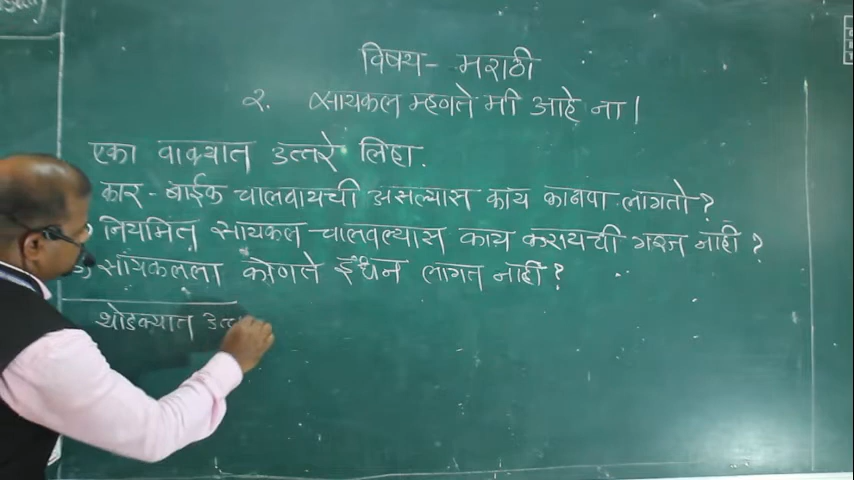 विषय- मराठी
२. सायकल म्हणते मी आहे ना।
एका वाक्यात उत्तरे लिहा.
कार - बाईक चालवायची असल्यास काय लागतो?
नियमित सायकल चालवल्यास काय करायची गरज नाही?
सायकलला कोणते इंधन लागत नाही?
थोडक्यात